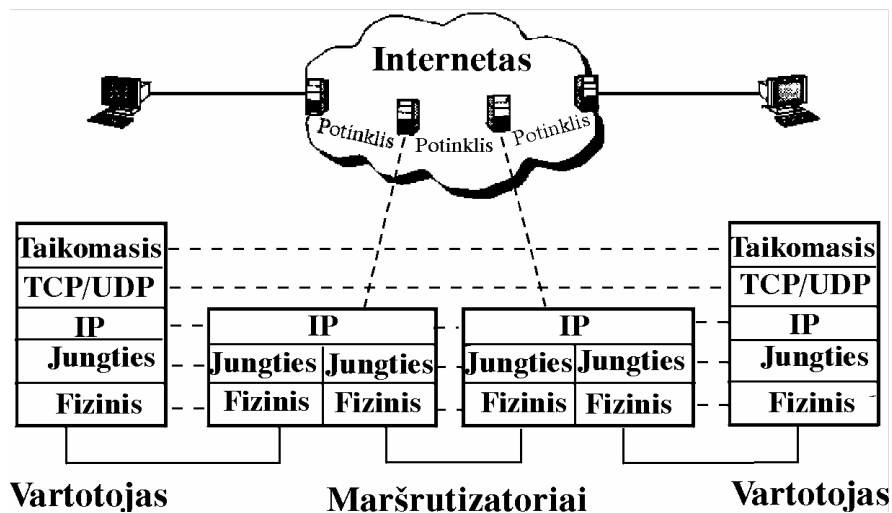 Internetas
Potinklis Potinklis Potinklis
Taikomasis Taikomasis
TCP/UDP TCP/UDP
IP IP IP IP
Jungties Jungties Jungties Jungties Jungties Jungties
Fizinis Fizinis Fizinis Fizinis Fizinis Fizinis
Vartotojas Maršrutizatoriai Vartotojas